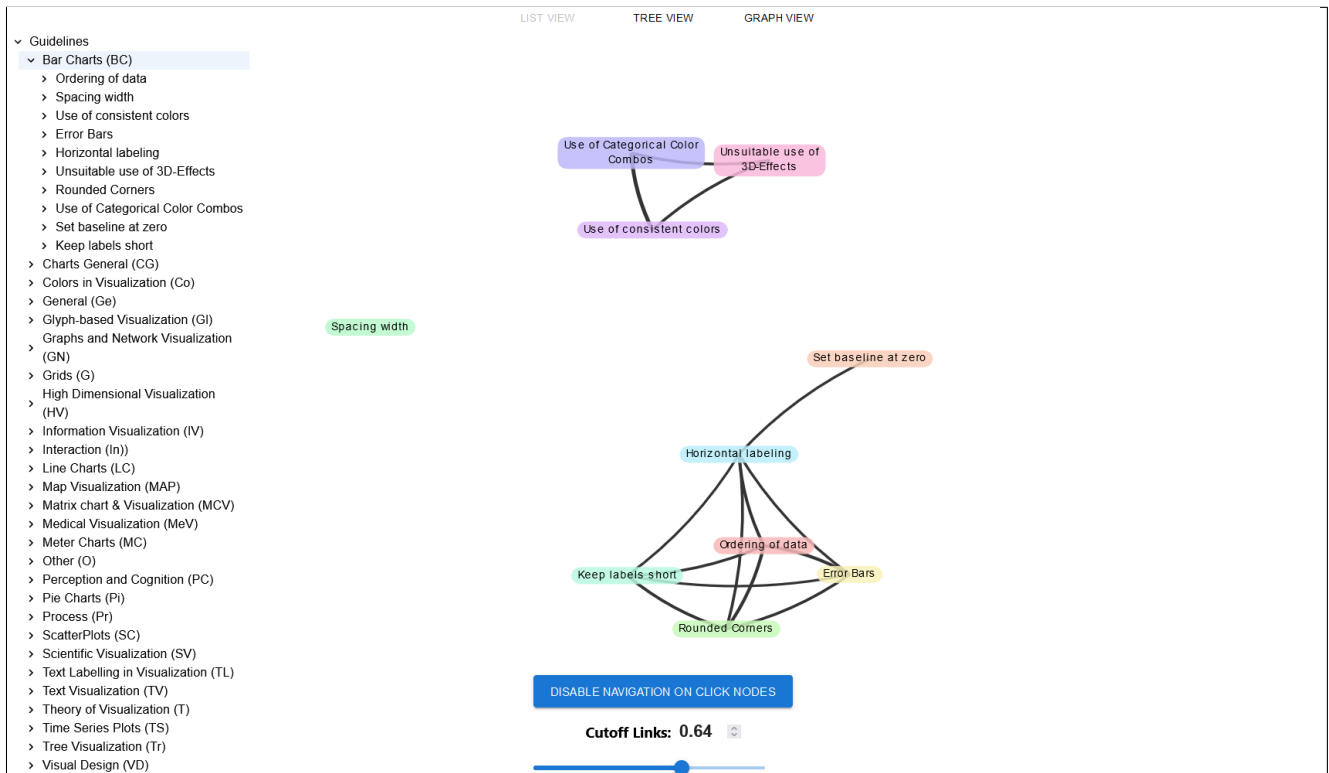 LIST VIEW
TREE VIEW
GRAPH VIEW
Guidelines
Bar Charts (BC)
Ordering of data
Spacing width
Use of consistent colors
Error Bars
Horizontal labeling
Unsuitable use of 3D-Effects
Rounded Corners
Use of Categorical Color Combos
Set baseline at zero
Keep labels short
Charts General (CG)
Colors in Visualization (Co)
General (Ge)
Glyph-based Visualization (Gl)
Graphs and Network Visualization
(GN)
Grids (G)
High Dimensional Visualization
(HV)
Information Visualization (IV)
Interaction (In))
Line Charts (LC)
Map Visualization (MAP)
Matrix chart & Visualization (MCV)
Medical Visualization (MeV)
Meter Charts (MC)
Other (O)
Perception and Cognition (PC)
Pie Charts (Pi)
Process (Pr)
ScatterPlots (SC)
Scientific Visualization (SV)
Text Labelling in Visualization (TL)
Text Visualization (TV)
Theory of Visualization (T)
Time Series Plots (TS)
Tree Visualization (Tr)
Visual Design (VD)
Use of Categorical Color
Combos
Unsuitable use of
3D-Effects
Use of consistent colors
Spacing width
Set baseline at zero
Horizontal labeling
Ordering of data
Keep labels short
Error Bars
Rounded Corners
DISABLE NAVIGATION ON CLICK NODES
Cutoff Links: 0.64